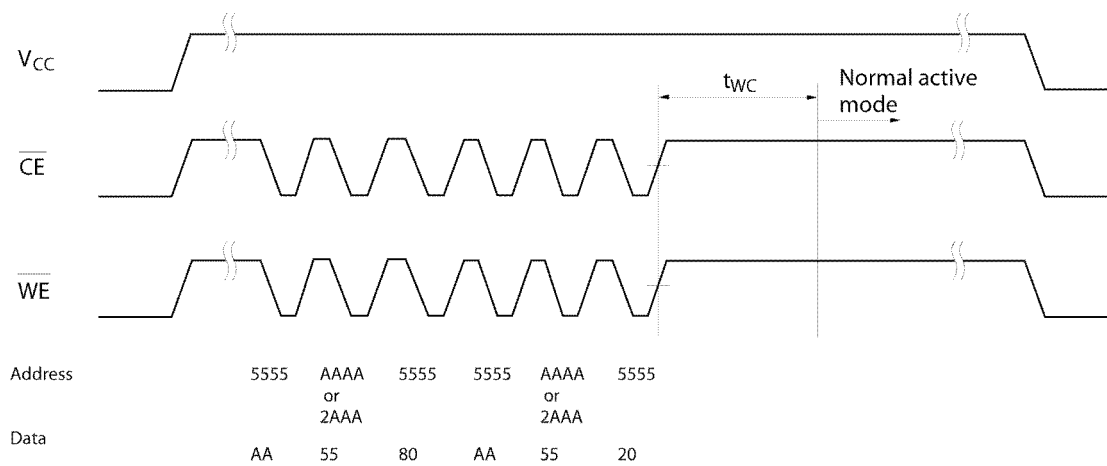 VCC
tWC
Normal active
mode
CE
WE
Address 5555 AAAA 5555 5555 AAAA 5555
or or
2AAA 2AAA
Data
AA 55 80 AA 55 20